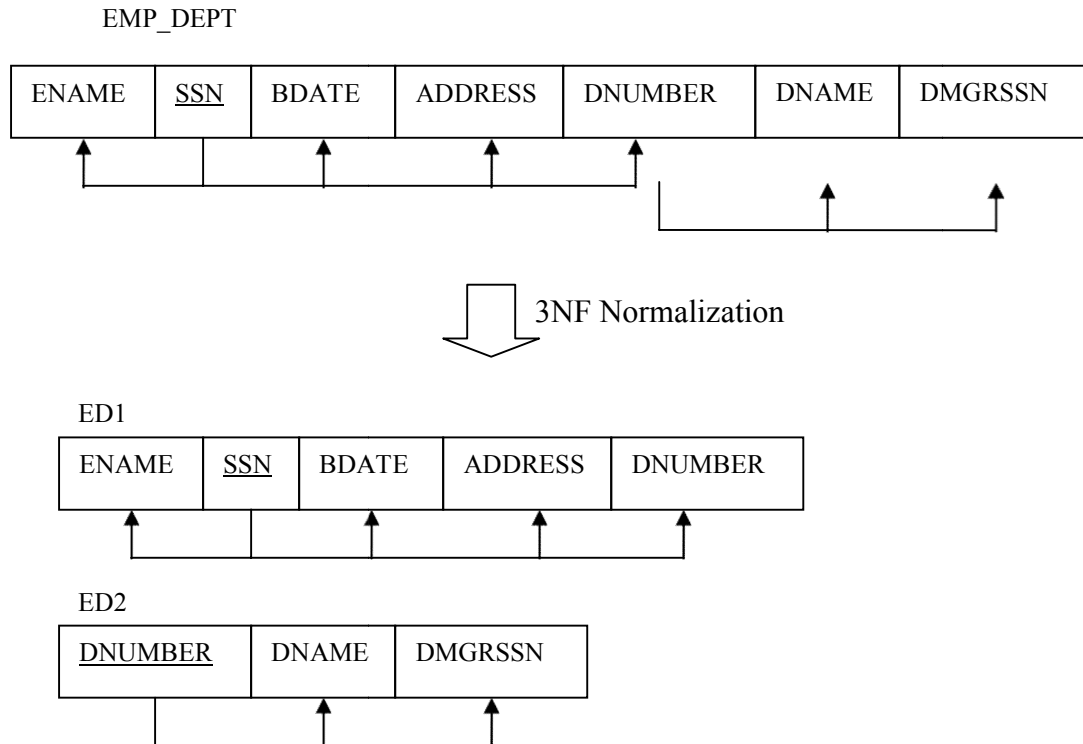 EMP_DEPT
ENAME SSN BDATE ADDRESS DNUMBER DNAME DMGRSSN
3NF Normalization
ED1
ENAME SSN BDATE ADDRESS DNUMBER
ED2
DNUMBER DNAME DMGRSSN